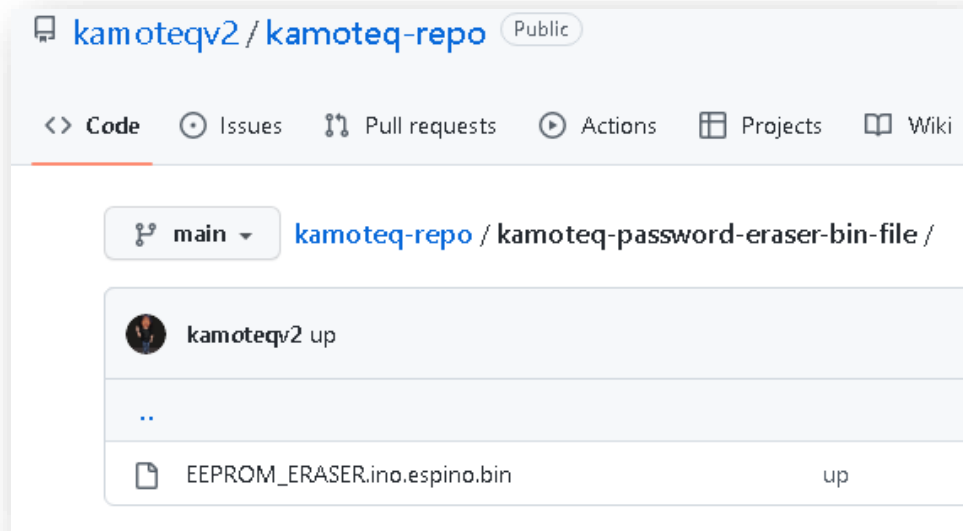 kamoteqv2 / kamoteq-repo Public
Code Issues Pull requests Actions Projects Wiki
main kamoteq-repo / kamoteq-password-eraser-bin-file /
kamoteqv2 up
..
EEPROM_ERASER.ino.espino.bin up